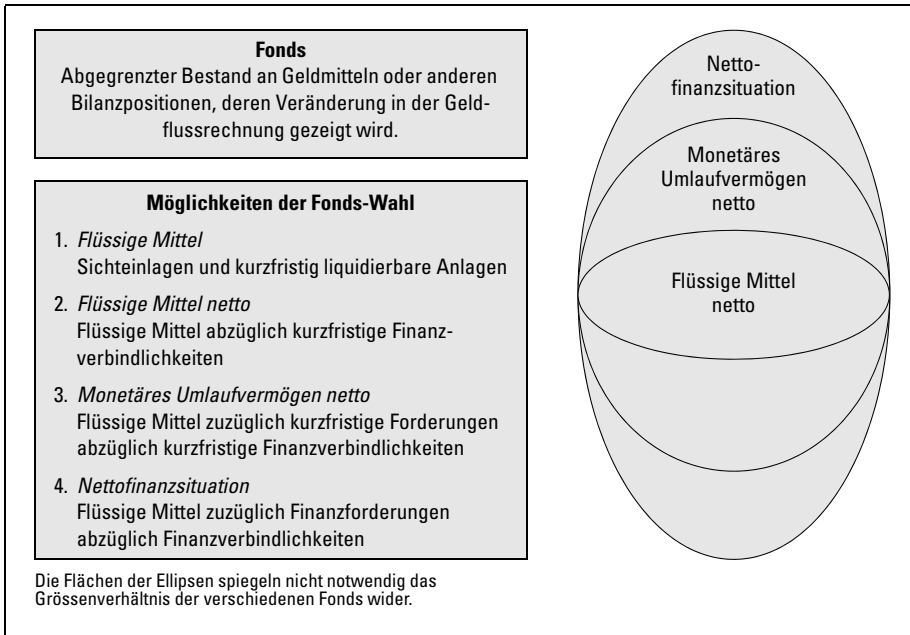 Fonds
Abgegrenzter Bestand an Geldmitteln oder anderen
Bilanzpositionen, deren Veränderung in der Geld-
flussrechnung gezeigt wird.
Möglichkeiten der Fonds-Wahl
1. Flüssige Mittel
Sichteinlagen und kurzfristig liquidierbare Anlagen
2. Flüssige Mittel netto
Flüssige Mittel abzüglich kurzfristige Finanz-
verbindlichkeiten
3. Monetäres Umlaufvermögen netto
Flüssige Mittel zuzüglich kurzfristige Forderungen
abzüglich kurzfristige Finanzverbindlichkeiten
4. Nettofinanzsituation
Flüssige Mittel zuzüglich Finanzforderungen
abzüglich Finanzverbindlichkeiten
Die Flächen der Ellipsen spiegeln nicht notwendig das
Grössenverhältnis der verschiedenen Fonds wider.
Netto-
finanzsituation
Monetäres
Umlaufvermögen
netto
Flüssige Mittel
netto